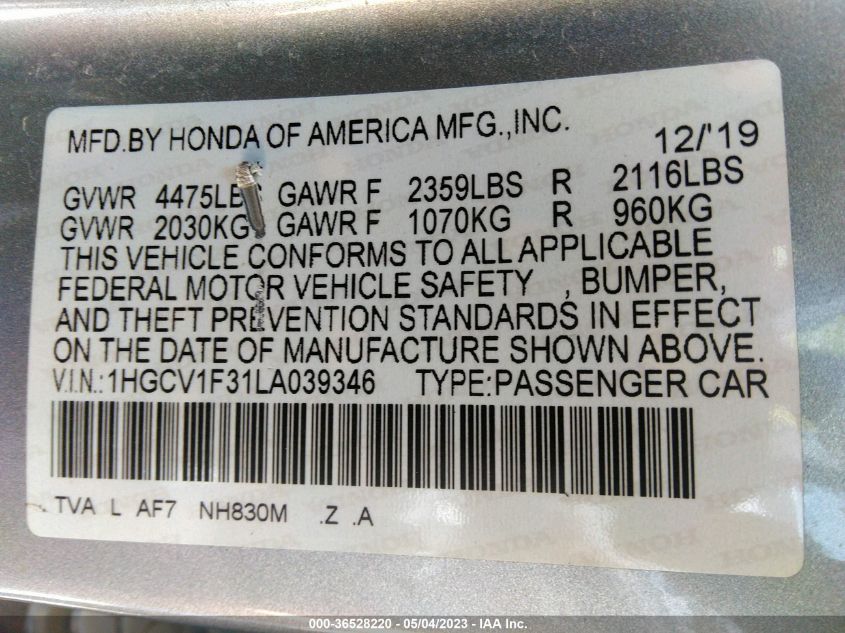 MFD.BY HONDA OF AMERICA MFG.,INC. 12/'19
GVWR 4475LBS GAWR F 2359LBS R 2116LBS
GVWR 2030KG GAWR F 1070KG R 960KG
THIS VEHICLE CONFORMS TO ALL APPLICABLE
FEDERAL MOTOR VEHICLE SAFETY , BUMPER,
AND THEFT PREVENTION STANDARDS IN EFFECT
ON THE DATE OF MANUFACTURE SHOWN ABOVE.
V.I.N.:1HGCV1F31LA039346 TYPE:PASSENGER CAR
TVA L AF7 NH830M .Z .A
000-36528220 — 05/04/2023 — IAA Inc.